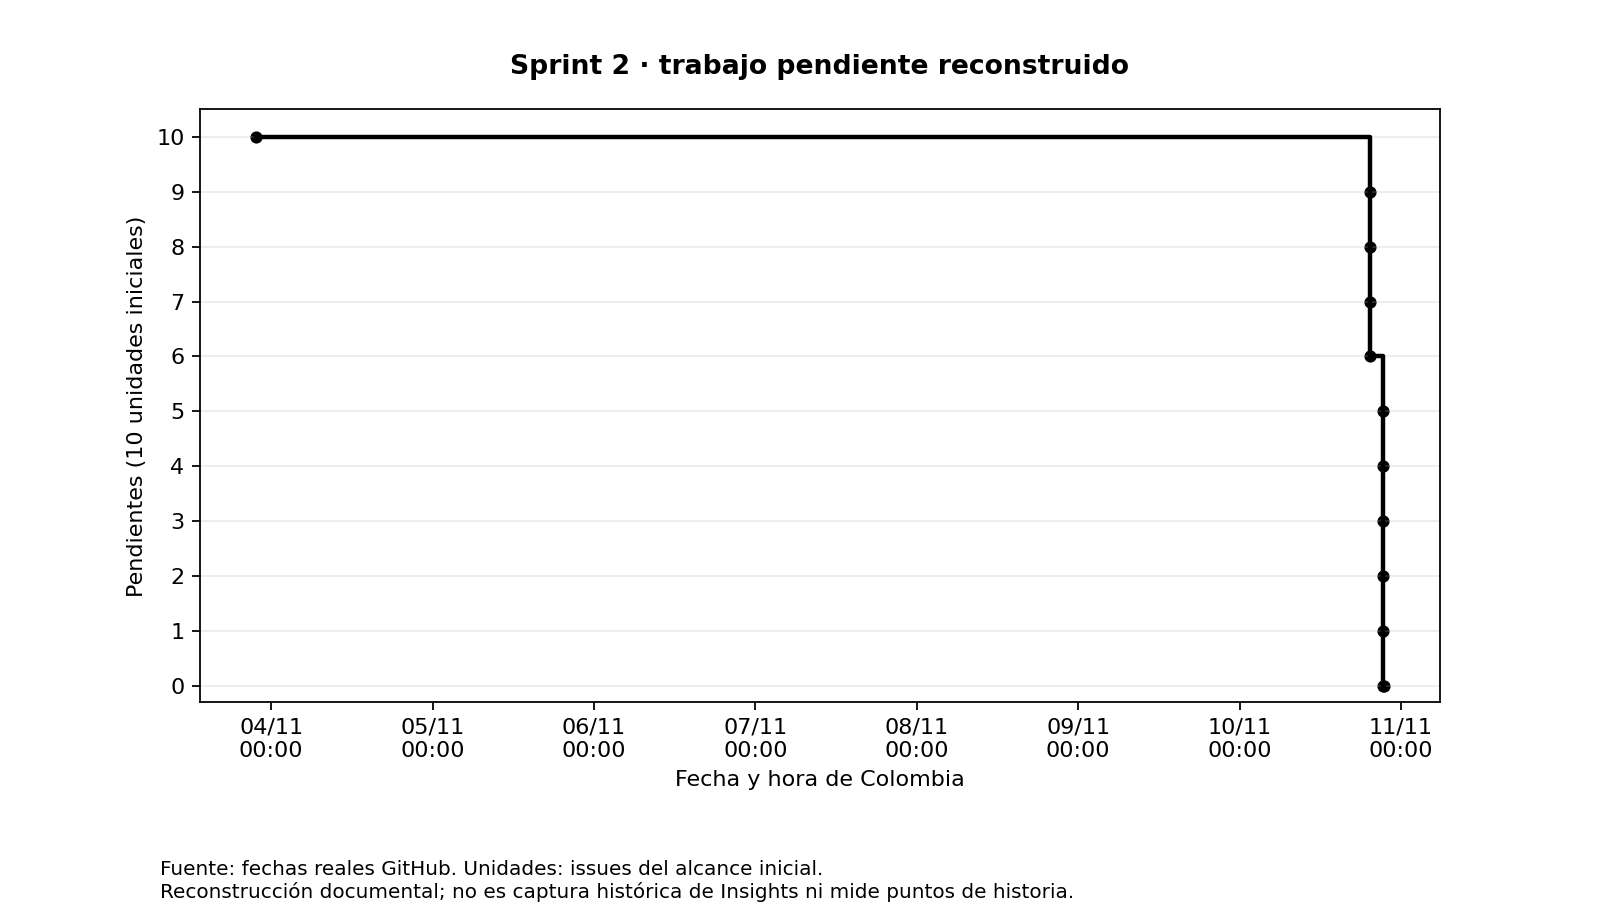 Sprint 2 · trabajo pendiente reconstruido
Pendientes (10 unidades iniciales)
10
9
8
7
6
5
4
3
2
1
0
04/11 05/11 06/11 07/11 08/11 09/11 10/11 11/11
00:00 00:00 00:00 00:00 00:00 00:00 00:00 00:00
Fecha y hora de Colombia
Fuente: fechas reales GitHub. Unidades: issues del alcance inicial.
Reconstrucción documental; no es captura histórica de Insights ni mide puntos de historia.